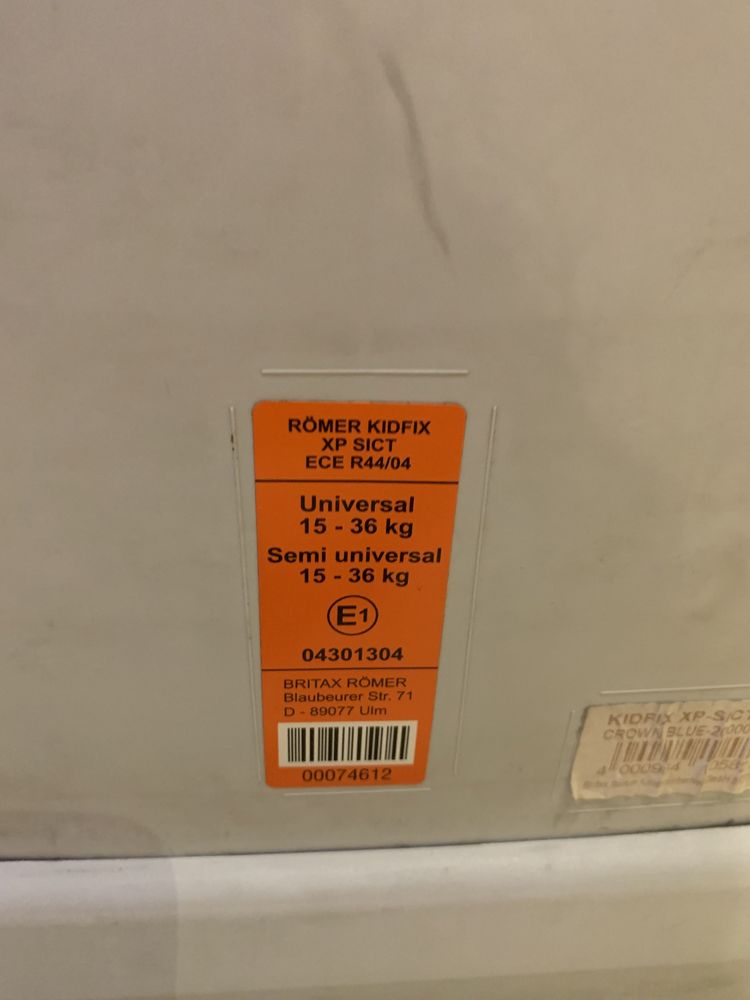 RÖMER KIDFIX
XP SICT
ECE R44/04
Universal
15 - 36 kg
Semi universal
15 - 36 kg
E1
04301304
BRITAX RÖMER
Blaubeurer Str. 71
D - 89077 Ulm
00074612
KIDFIX XP-SICT
CROWN BLUE